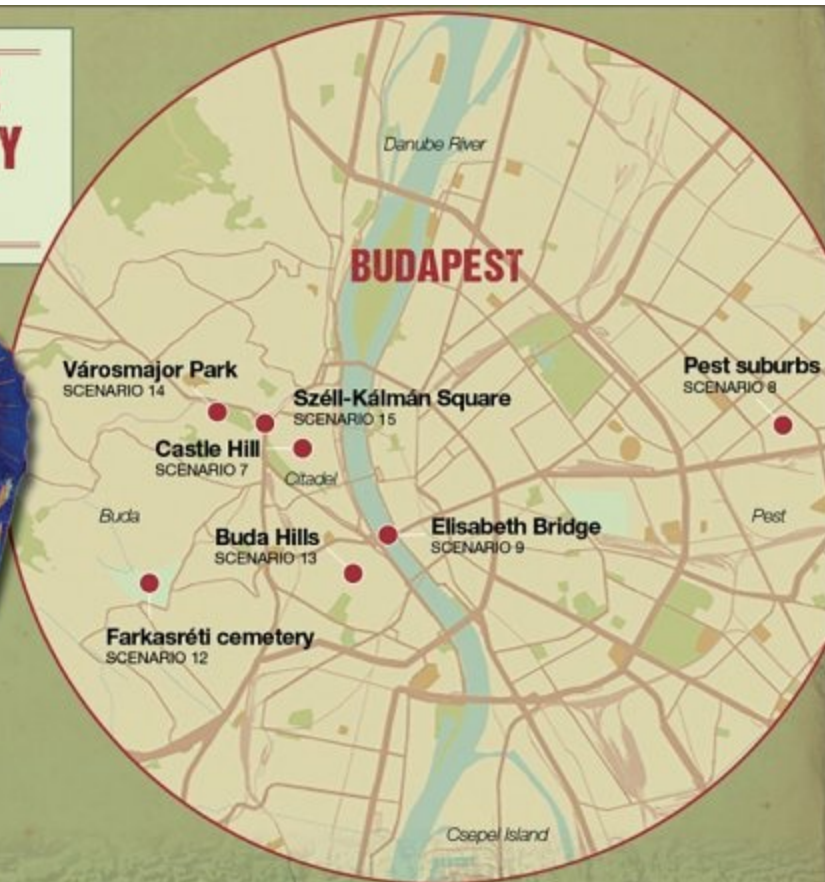 Y
Danube River
BUDAPEST
Városmajor Park
SCENARIO 14
Széll-Kálmán Square
SCENARIO 15
Pest suburbs
SCENARIO 8
Castle Hill
SCENARIO 7
Citadel
Buda
Pest
Buda Hills
SCENARIO 13
Elisabeth Bridge
SCENARIO 9
Farkasréti cemetery
SCENARIO 12
Csepel Island